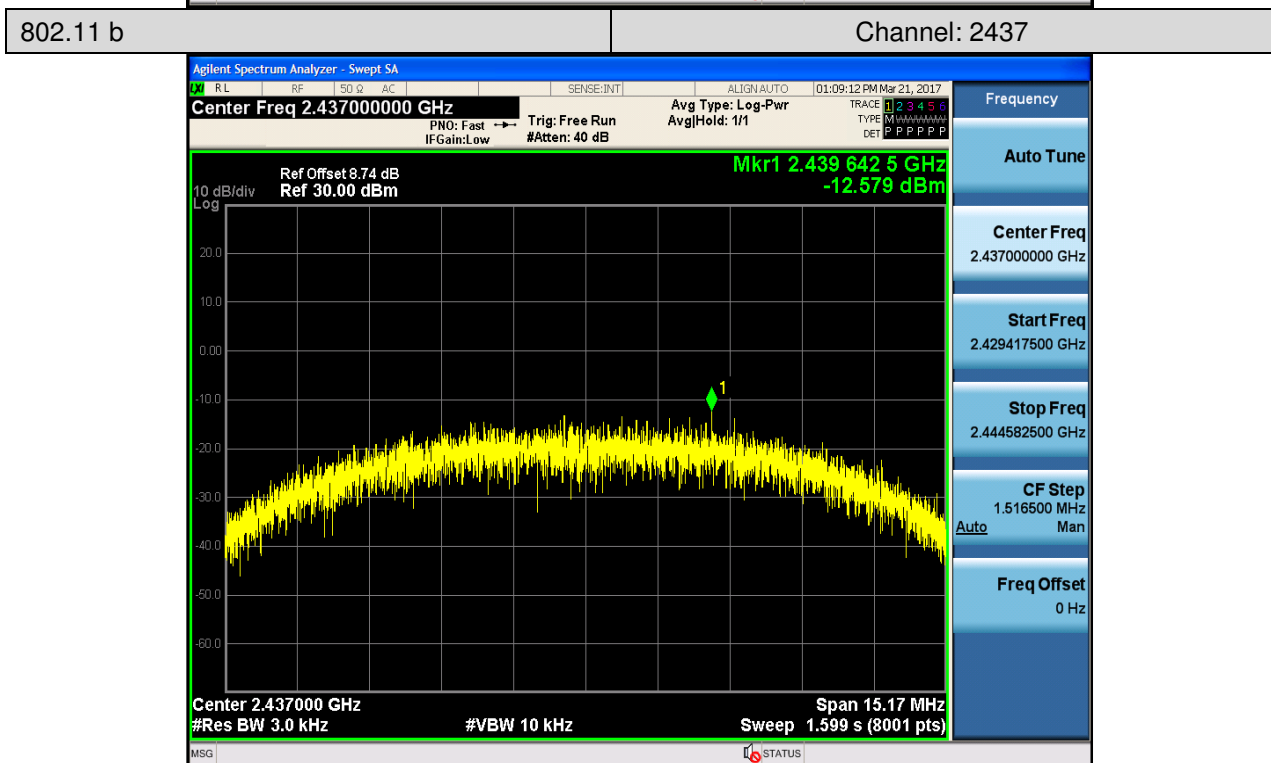 802.11 b Channel: 2437
Agilent Spectrum Analyzer - Swept SA
LXI RL RF 50 Ω AC SENSE:INT ALIGN AUTO 01:09:12 PM Mar 21, 2017
Center Freq 2.437000000 GHz
PNO: Fast
IFGain:Low
Trig: Free Run
#Atten: 40 dB
Avg Type: Log-Pwr
Avg|Hold: 1/1
TRACE 1 2 3 4 5 6
TYPE M WWWWW
DET P P P P P P
Mkr1 2.439 642 5 GHz
-12.579 dBm
Ref Offset 8.74 dB
10 dB/div Ref 30.00 dBm
Log
20.0
10.0
0.00
-10.0
-20.0
-30.0
-40.0
-50.0
-60.0
1
Center 2.437000 GHz Span 15.17 MHz
#Res BW 3.0 kHz #VBW 10 kHz Sweep 1.599 s (8001 pts)
MSG STATUS
Frequency
Auto Tune
Center Freq
2.437000000 GHz
Start Freq
2.429417500 GHz
Stop Freq
2.444582500 GHz
CF Step
1.516500 MHz
Auto Man
Freq Offset
0 Hz